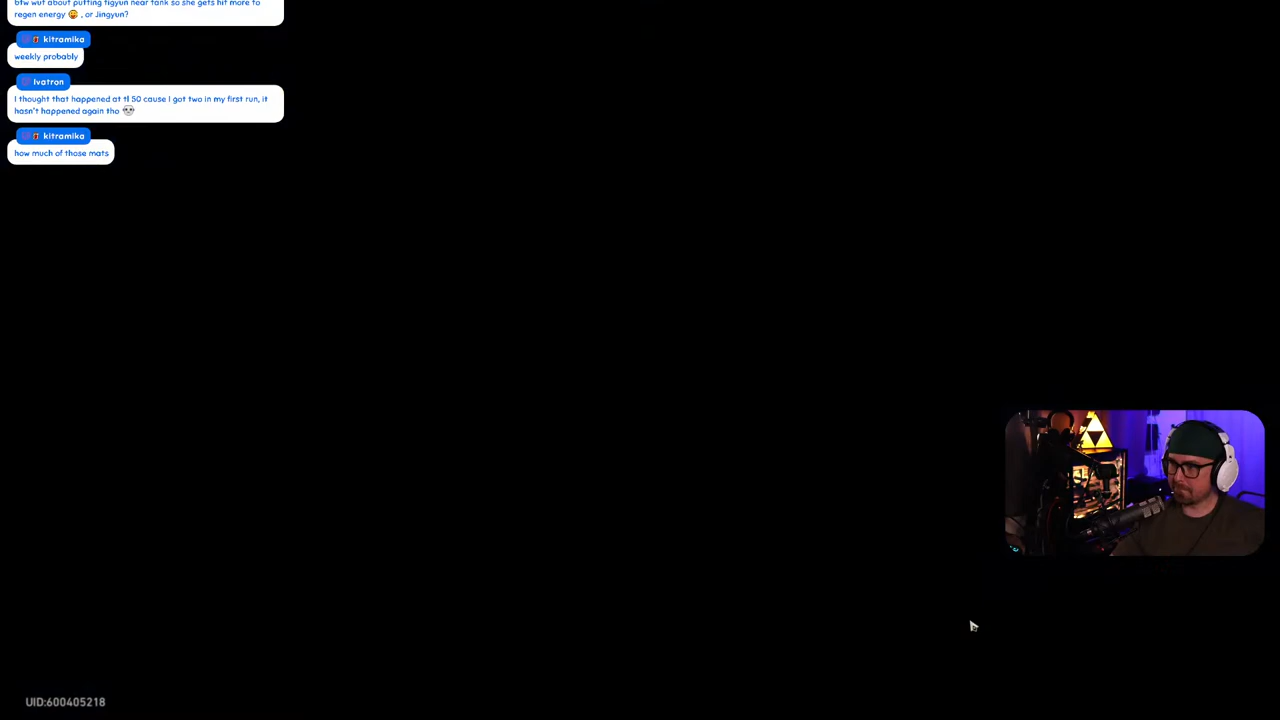 btw wut about putting tigyun near tank so she gets hit more to
regen energy 😋 , or Jingyun?
kitramika
weekly probably
lvatron
I thought that happened at tl 50 cause I got two in my first run, it
hasn't happened again tho 💀
kitramika
how much of those mats
UID:600405218